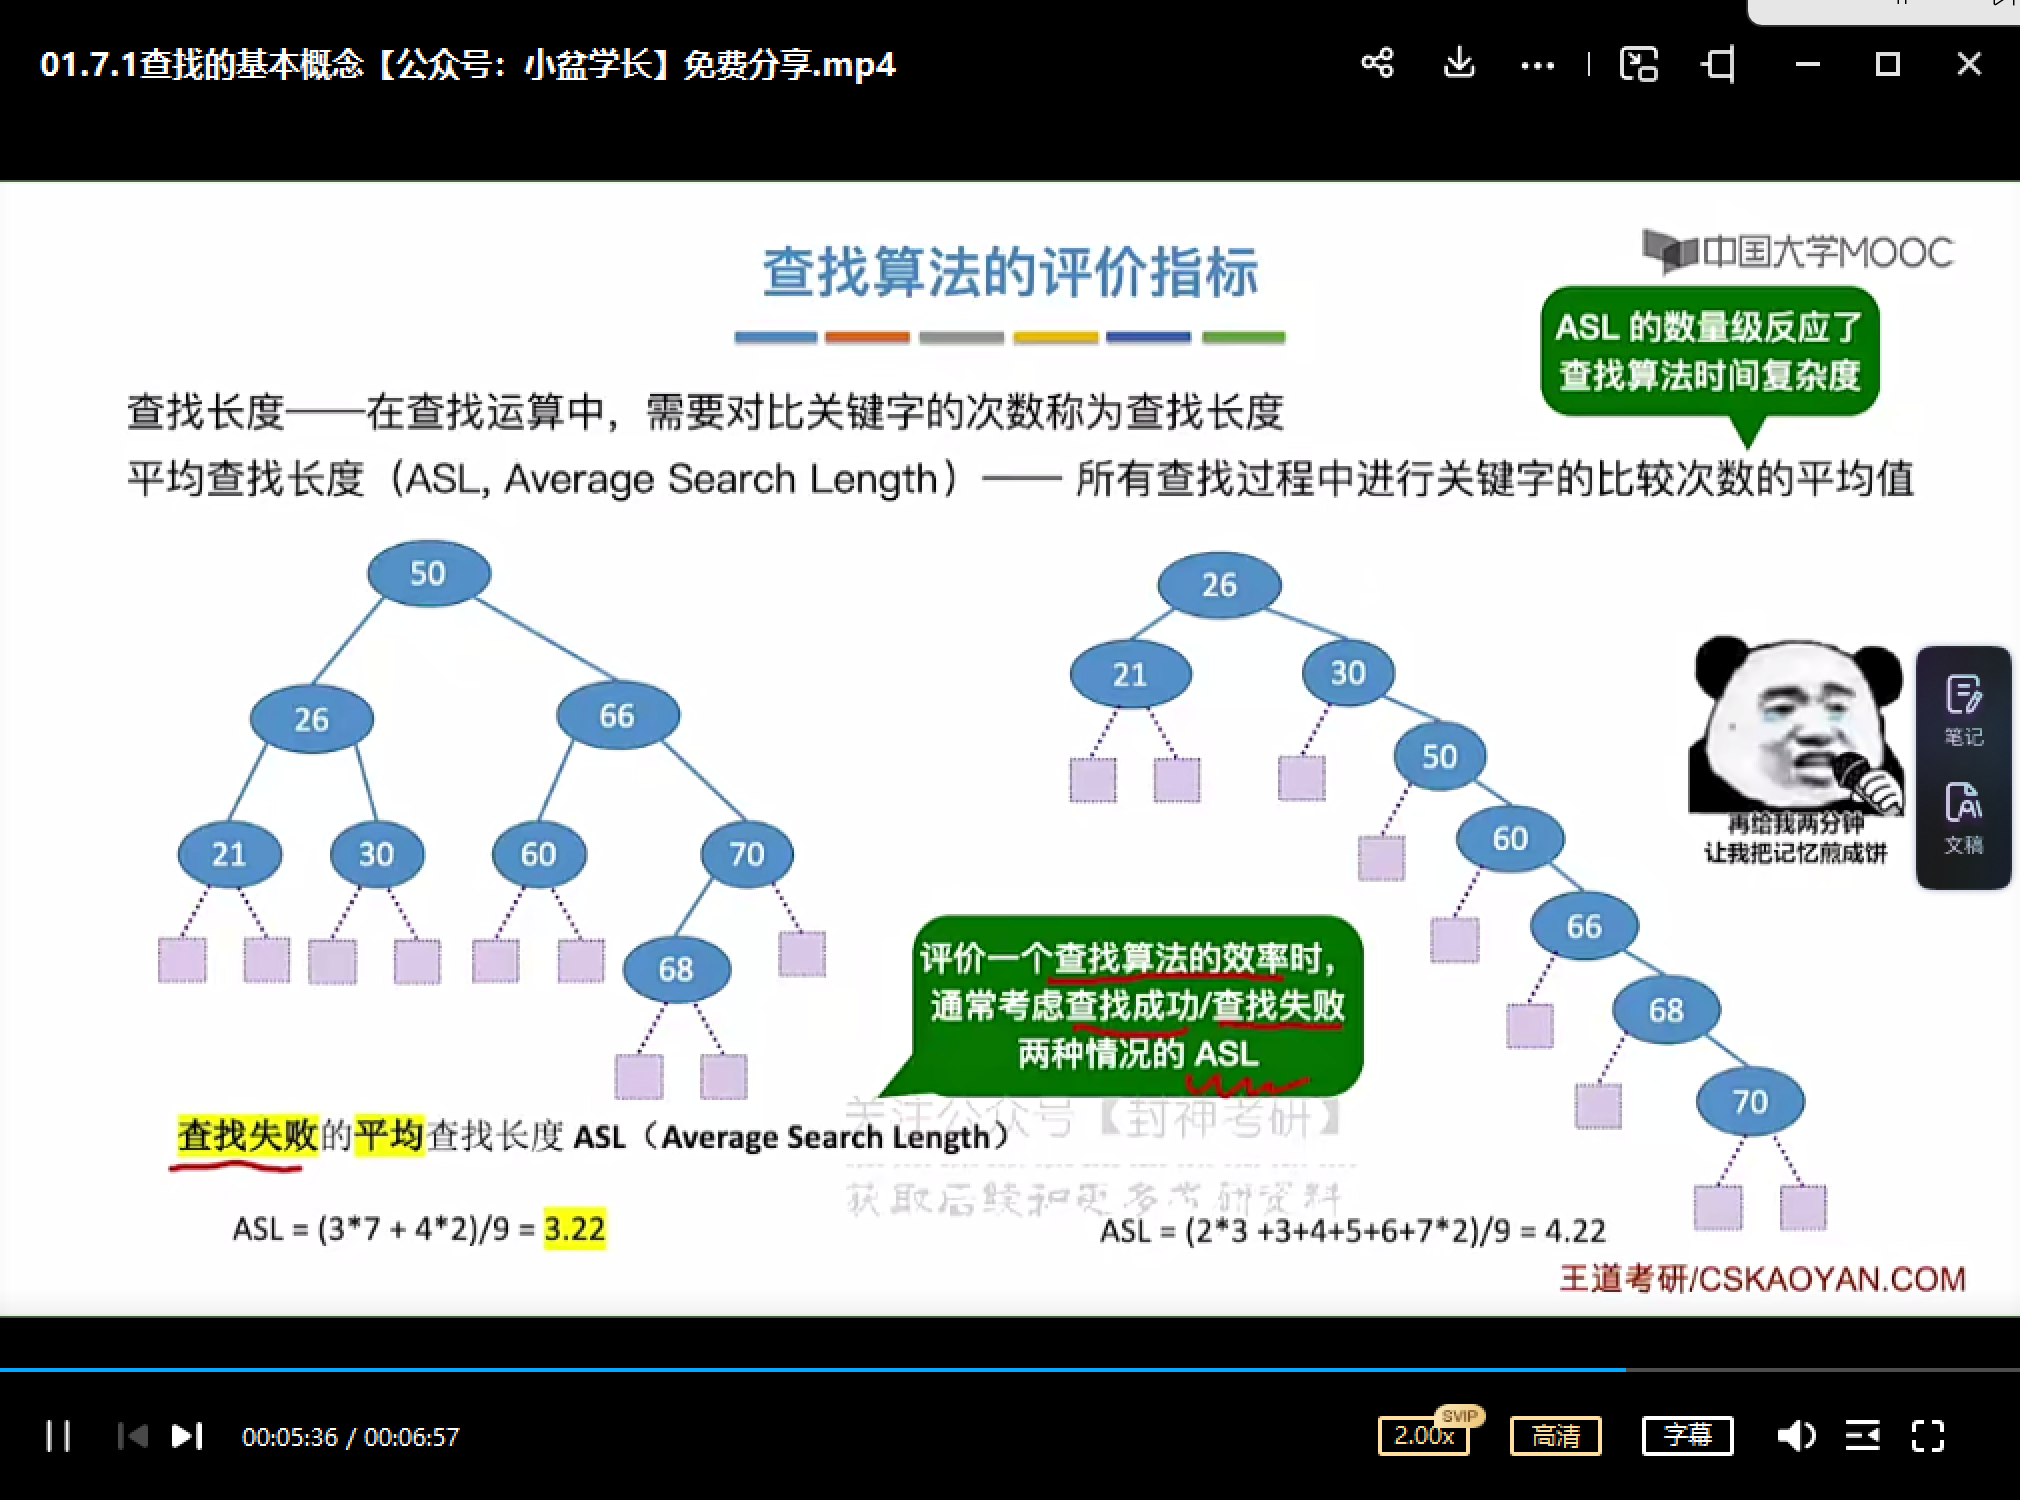 01.7.1查找的基本概念【公众号：小盆学长】免费分享.mp4
查找算法的评价指标
中国大学MOOC
ASL 的数量级反应了
查找算法时间复杂度
查找长度——在查找运算中，需要对比关键字的次数称为查找长度
平均查找长度（ASL, Average Search Length）—— 所有查找过程中进行关键字的比较次数的平均值
50
26
66
21
30
60
70
68
26
21
30
50
60
66
68
70
再给我两分钟
让我把记忆煎成饼
笔记
文稿
评价一个查找算法的效率时，
通常考虑查找成功/查找失败
两种情况的 ASL
关注公众号【封神考研】
获取后续和更多考研资料
查找失败的平均查找长度 ASL（Average Search Length）
ASL = (3*7 + 4*2)/9 = 3.22
ASL = (2*3 +3+4+5+6+7*2)/9 = 4.22
王道考研/CSKAOYAN.COM
00:05:36 / 00:06:57
SVIP
2.00x
高清
字幕